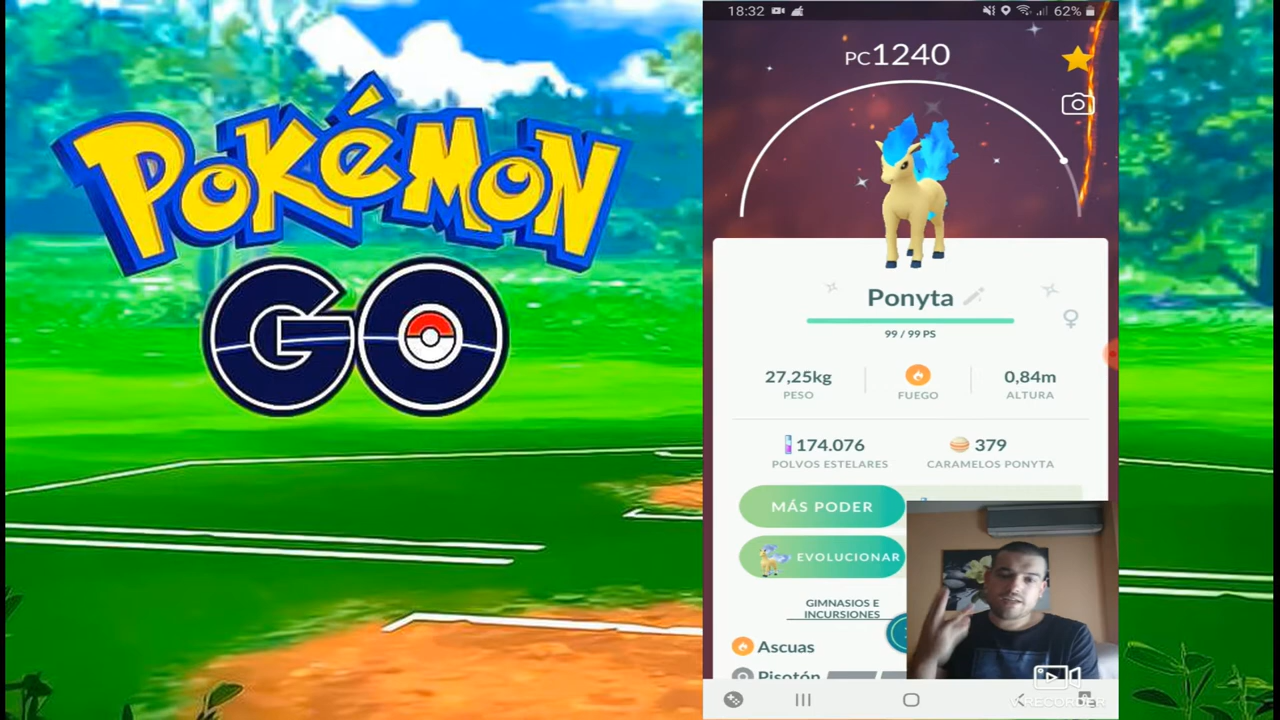 POKéMON
GO
18:32
62%
PC1240
Ponyta
99 / 99 PS
27,25kg
PESO
FUEGO
0,84m
ALTURA
174.076
POLVOS ESTELARES
379
CARAMELOS PONYTA
MÁS PODER
EVOLUCIONAR
GIMNASIOS E
INCURSIONES
Ascuas
Pisotón
V RECORDER